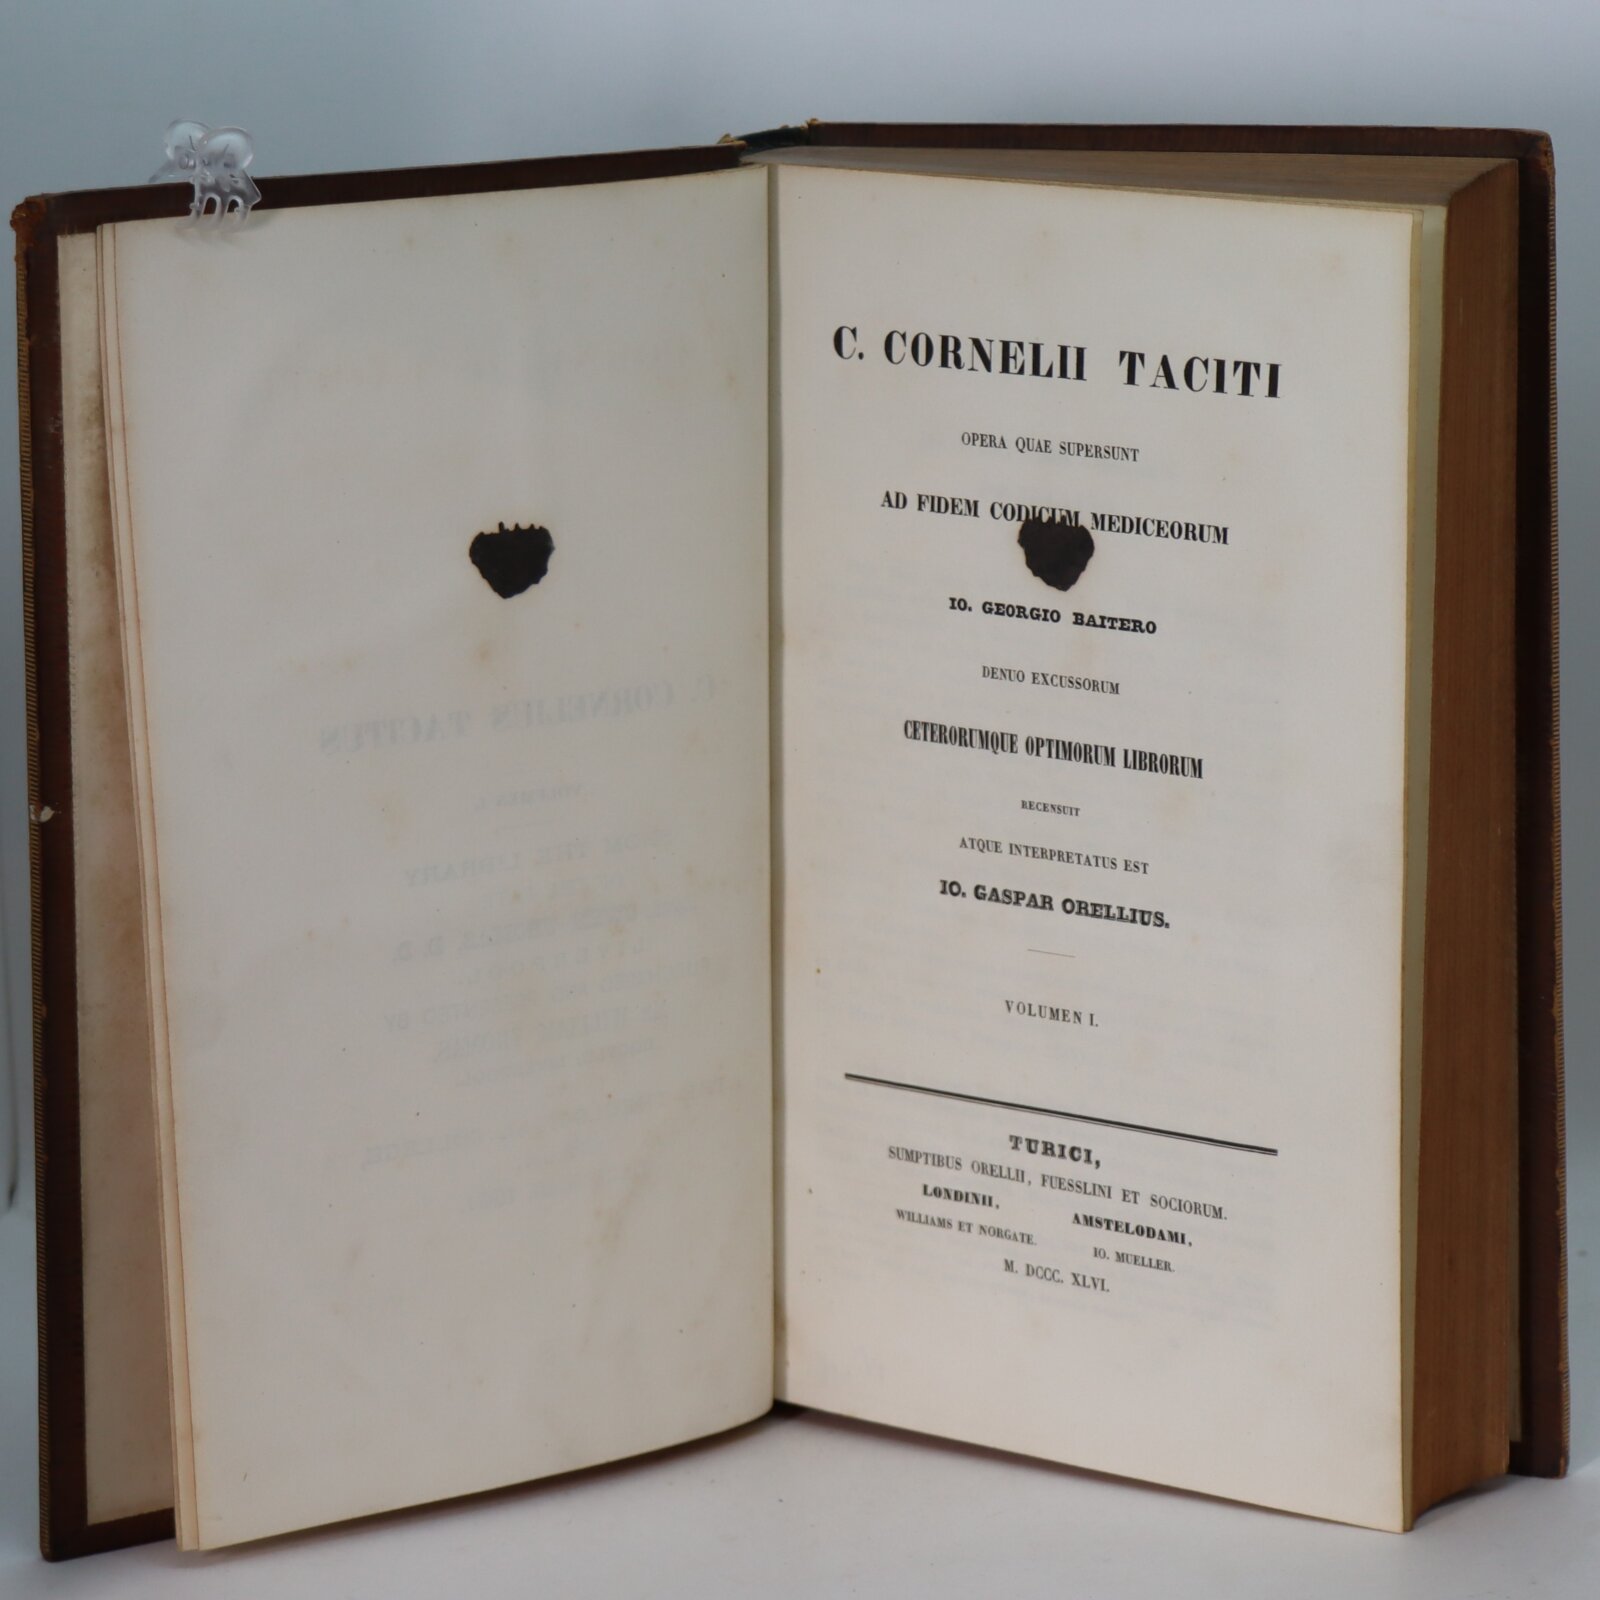 C. CORNELII TACITI
OPERA QUAE SUPERSUNT
AD FIDEM CODICUM MEDICEORUM
IO. GEORGIO BAITERO
DENUO EXCUSSORUM
CETERORUMQUE OPTIMORUM LIBRORUM
RECENSUIT
ATQUE INTERPRETATUS EST
IO. GASPAR ORELLIUS.
VOLUMEN I.
TURICI,
SUMPTIBUS ORELLII, FUESSLINI ET SOCIORUM.
LONDINII, AMSTELODAMI,
WILLIAMS ET NORGATE. IO. MUELLER.
M. DCCC. XLVI.